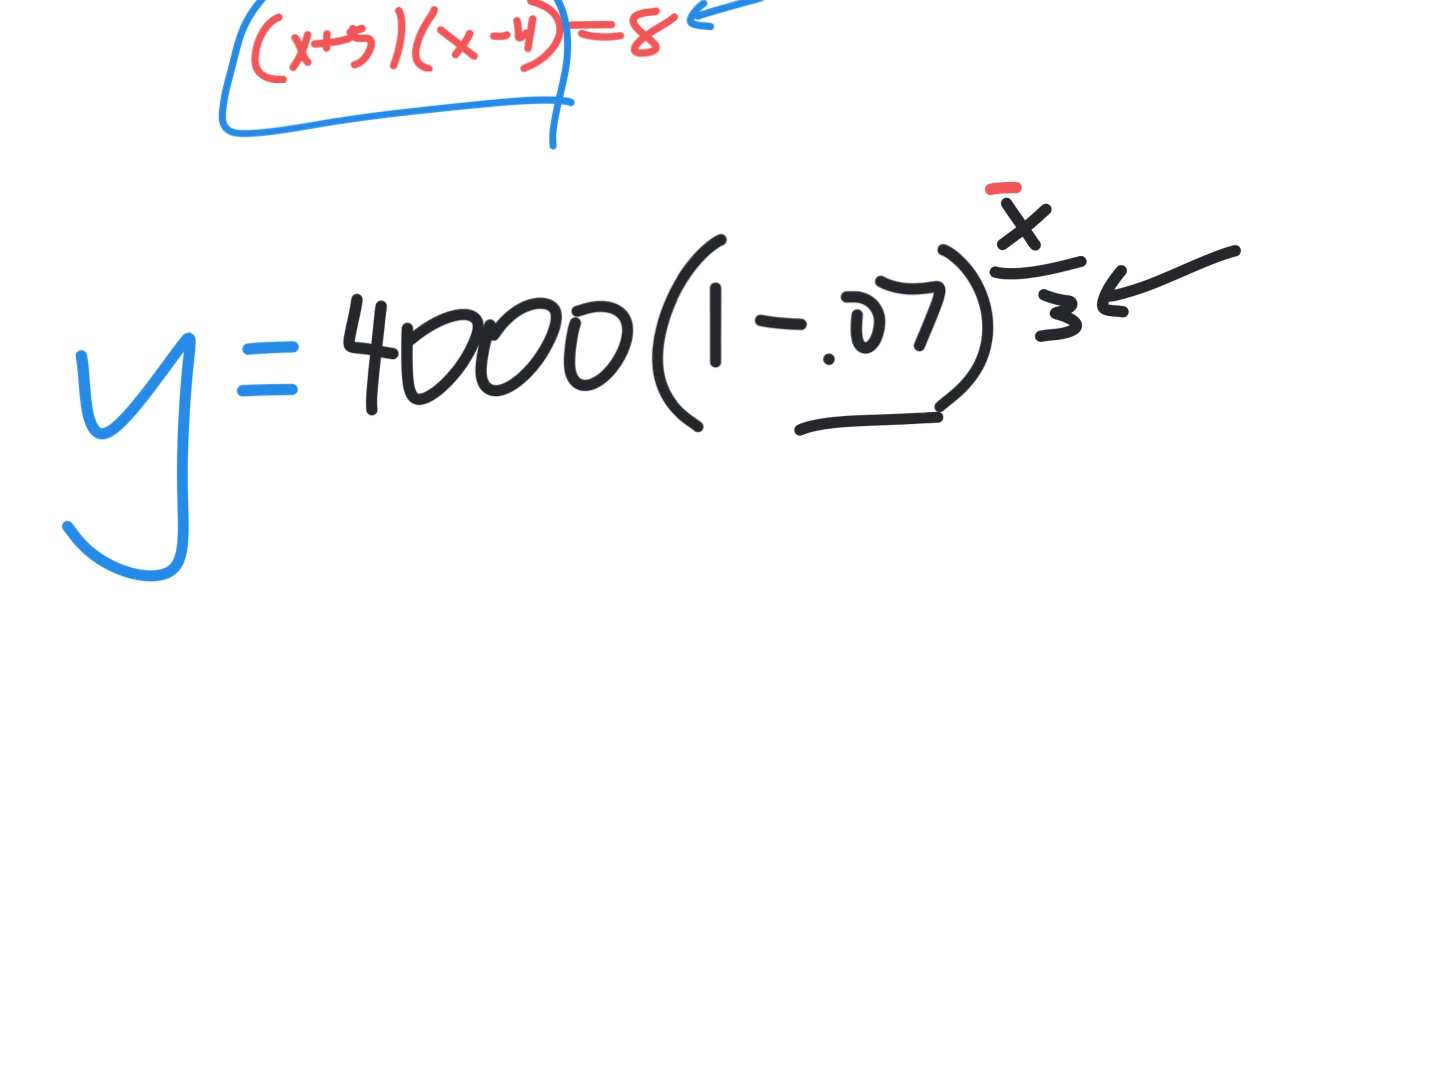 (x+5)(x-4)=8
y = 4000(1-.07)^(x/3)